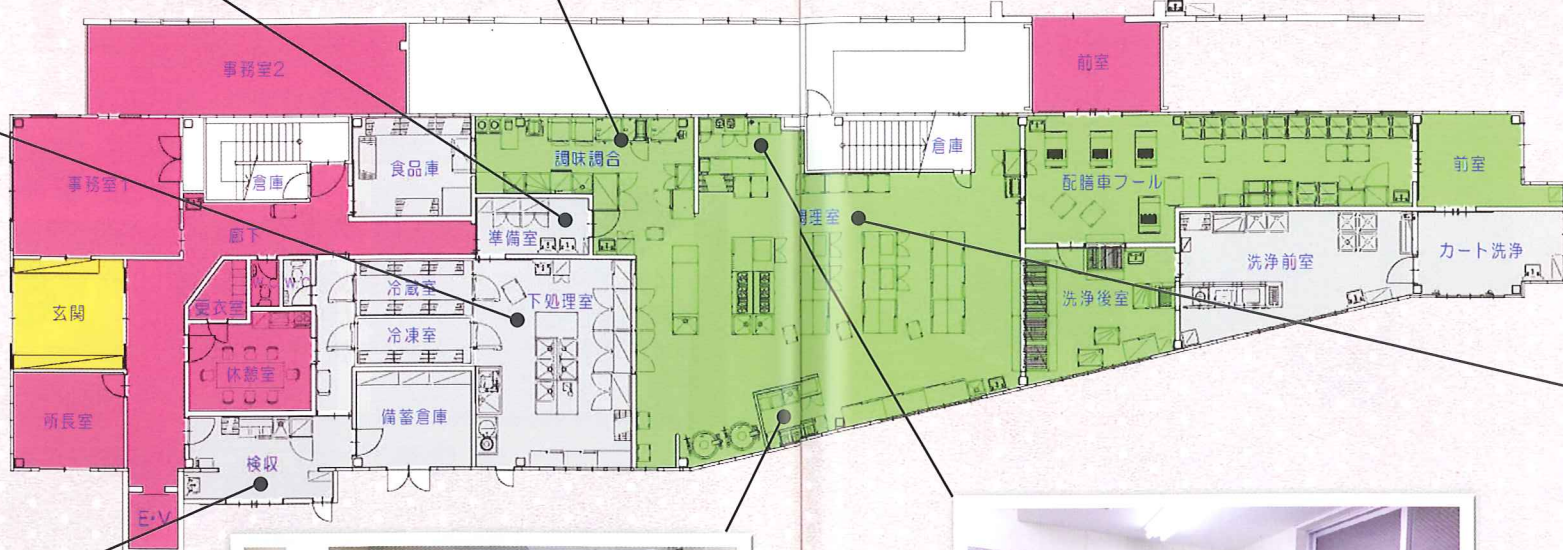 事務室2
前室
事務室1
倉庫
食品庫
調味調合
倉庫
配膳車プール
前室
廊下
準備室
調理室
洗浄前室
カート洗浄
玄関
更衣室
W
W
冷蔵室
下処理室
洗浄後室
冷凍室
休憩室
所長室
備蓄倉庫
検収
E・V